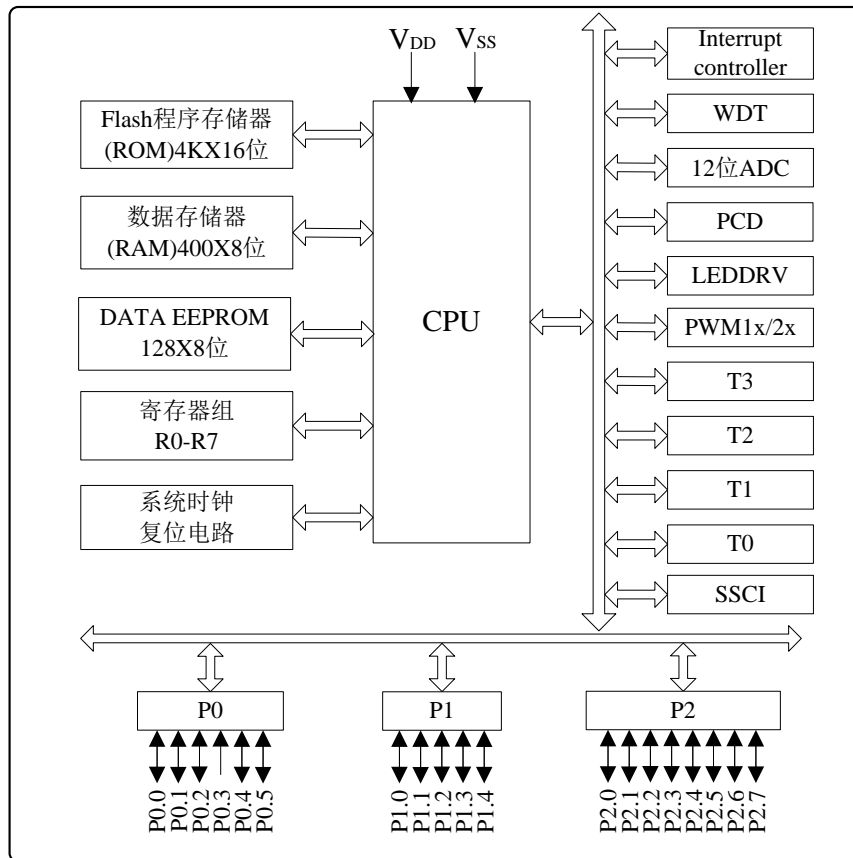 VDD
VSS
Flash程序存储器
(ROM)4KX16位
数据存储器
(RAM)400X8位
DATA EEPROM
128X8位
寄存器组
R0-R7
系统时钟
复位电路
CPU
Interrupt
controller
WDT
12位ADC
PCD
LEDDRV
PWM1x/2x
T3
T2
T1
T0
SSCI
P0
P1
P2
P0.0
P0.1
P0.2
P0.3
P0.4
P0.5
P1.0
P1.1
P1.2
P1.3
P1.4
P2.0
P2.1
P2.2
P2.3
P2.4
P2.5
P2.6
P2.7